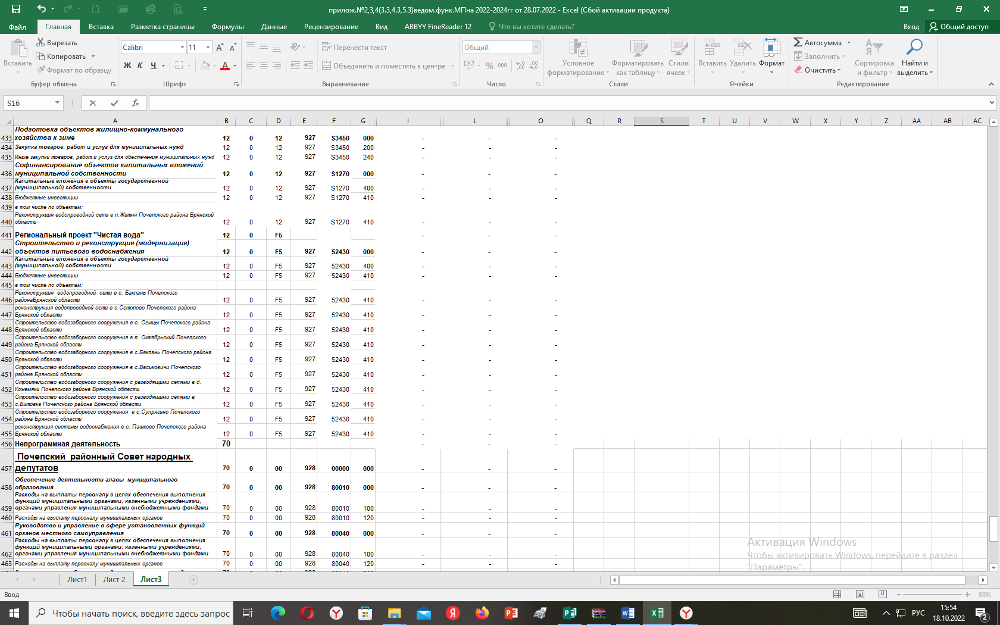 прилож.№2,3,4(3.3,4.3,5.3)ведом.функ.МПна 2022-2024гг от 28.07.2022 - Excel (Сбой активации продукта)
Файл Главная Вставка Разметка страницы Формулы Данные Рецензирование Вид ABBYY FineReader 12 Что вы хотите сделать? Вход Общий доступ
Вставить
Вырезать
Копировать
Формат по образцу
Буфер обмена
Calibri 11
Ж К Ч
Шрифт
Перенести текст
Объединить и поместить в центре
Выравнивание
Общий
% 000
Число
Условное форматирование
Форматировать как таблицу
Стили ячеек
Стили
Вставить Удалить Формат
Ячейки
Автосумма
Заполнить
Очистить
Сортировка и фильтр
Найти и выделить
Редактирование
S16
fx
A B C D E F G I L O Q R S T U V W X Y Z AA AB AC
Подготовка объектов жилищно-коммунального
433 хозяйства к зиме 12 0 12 927 S3450 000 - - -
434 Закупка товаров, работ и услуг для муниципальных нужд 12 0 12 927 S3450 200 - - -
435 Иные закупки товаров, работ и услуг для обеспечения муниципальных нужд 12 0 12 927 S3450 240 - - -
Софинансирование объектов капитальных вложений
436 муниципальной собственности 12 0 12 927 S1270 000 - - -
Капитальные вложения в объекты государственной
437 (муниципальной) собственности 12 0 12 927 S1270 400 - - -
438 Бюджетные инвестиции 12 0 12 927 S1270 410 - - -
439 в том числе по объектам:
Реконструкция водопроводной сети в п.Житня Почепского района Брянской
440 области 12 0 12 927 S1270 410 - - -
441 Региональный проект "Чистая вода" 12 0 F5 - - -
Строительство и реконструкция (модернизация)
442 объектов питьевого водоснабжения 12 0 F5 927 52430 000 - - -
Капитальные вложения в объекты государственной
443 (муниципальной) собственности 12 0 F5 927 52430 400 - - -
444 Бюджетные инвестиции 12 0 F5 927 52430 410 - - -
445 в том числе по объектам:
Реконструкция водопроводной сети в с. Баклань Почепского
446 районаБрянской области 12 0 F5 927 52430 410 - - -
реконструкция водопроводной сети в с.Сетолово Почепского района
447 Брянской области 12 0 F5 927 52430 410 - - -
Строительство водозаборного сооружения в с. Семцы Почепского района
448 Брянской области 12 0 F5 927 52430 410 - - -
Строительство водозаборного сооружения в п. Октябрьский Почепского
449 района Брянской области 12 0 F5 927 52430 410 - - -
Строительство водозаборного сооружения в с.Баклань Почепского района
450 Брянской области 12 0 F5 927 52430 410 - - -
Строительство водозаборного сооружения в с.Васьковичи Почепского
451 района Брянской области 12 0 F5 927 52430 410 - - -
Строительство водозаборного сооружения с разводящими сетями в д.
452 Кожемяки Почепского района Брянской области 12 0 F5 927 52430 410 - - -
Строительство водозаборного сооружения с разводящими сетями в
453 с.Витовка Почепского района Брянской области 12 0 F5 927 52430 410 - - -
Строительство водозаборного сооружения в с.Супрягино Почепского
454 района Брянской области 12 0 F5 927 52430 410 - - -
реконструкция системы водоснабжения в с. Пашково Почепского района
455 Брянской области 12 0 F5 927 52430 410 - - -
456 Непрограммная деятельность 70 - - -
Почепский районный Совет народных
457 депутатов 70 0 00 928 00000 000 - - -
Обеспечение деятельности главы муниципального
458 образования 70 0 00 928 80010 000 - - -
Расходы на выплаты персоналу в целях обеспечения выполнения
функций муниципальными органами, казенными учреждениями,
459 органами управления муниципальными внебюджетными фондами 70 0 00 928 80010 100 - - -
460 Расходы на выплату персоналу муниципальных органов 70 0 00 928 80010 120 - - -
Руководство и управление в сфере установленных функций
461 органов местного самоуправления 70 0 00 928 80040 000 - - -
Расходы на выплаты персоналу в целях обеспечения выполнения
функций муниципальными органами, казенными учреждениями,
462 органами управления муниципальными внебюджетными фондами 70 0 00 928 80040 100 - - -
463 Расходы на выплату персоналу муниципальных органов 70 0 00 928 80040 120 - - -
Активация Windows
Чтобы активировать Windows, перейдите в раздел
"Параметры".
Лист1 Лист 2 Лист3
Ввод 80%
Чтобы начать поиск, введите здесь запрос
РУС
15:54
18.10.2022
2